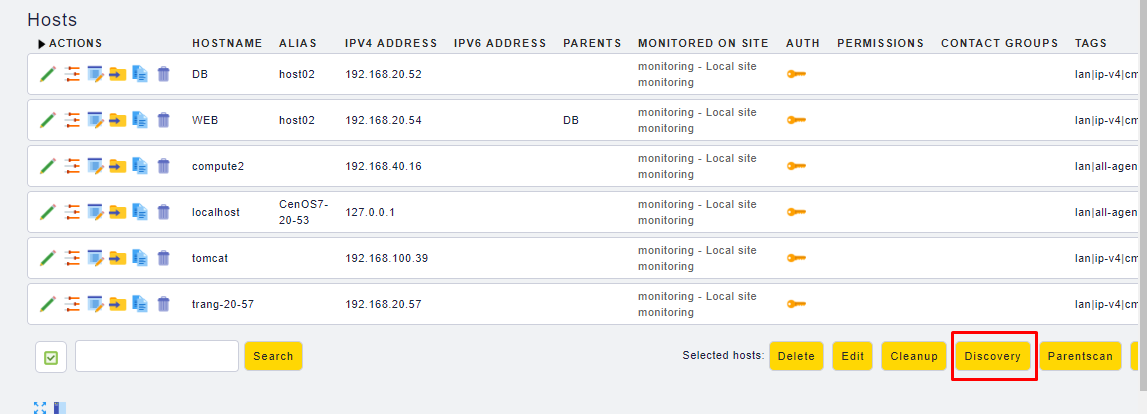 Hosts
ACTIONS HOSTNAME ALIAS IPV4 ADDRESS IPV6 ADDRESS PARENTS MONITORED ON SITE AUTH PERMISSIONS CONTACT GROUPS TAGS
DB host02 192.168.20.52 monitoring - Local site lan|ip-v4|cm
monitoring
WEB host02 192.168.20.54 DB monitoring - Local site lan|ip-v4|cm
monitoring
compute2 192.168.40.16 monitoring - Local site lan|all-agen
monitoring
localhost CenOS7- 127.0.0.1 monitoring - Local site lan|all-agen
20-53 monitoring
tomcat 192.168.100.39 monitoring - Local site lan|ip-v4|cm
monitoring
trang-20-57 192.168.20.57 monitoring - Local site lan|ip-v4|cm
monitoring
Search Selected hosts: Delete Edit Cleanup Discovery Parentscan